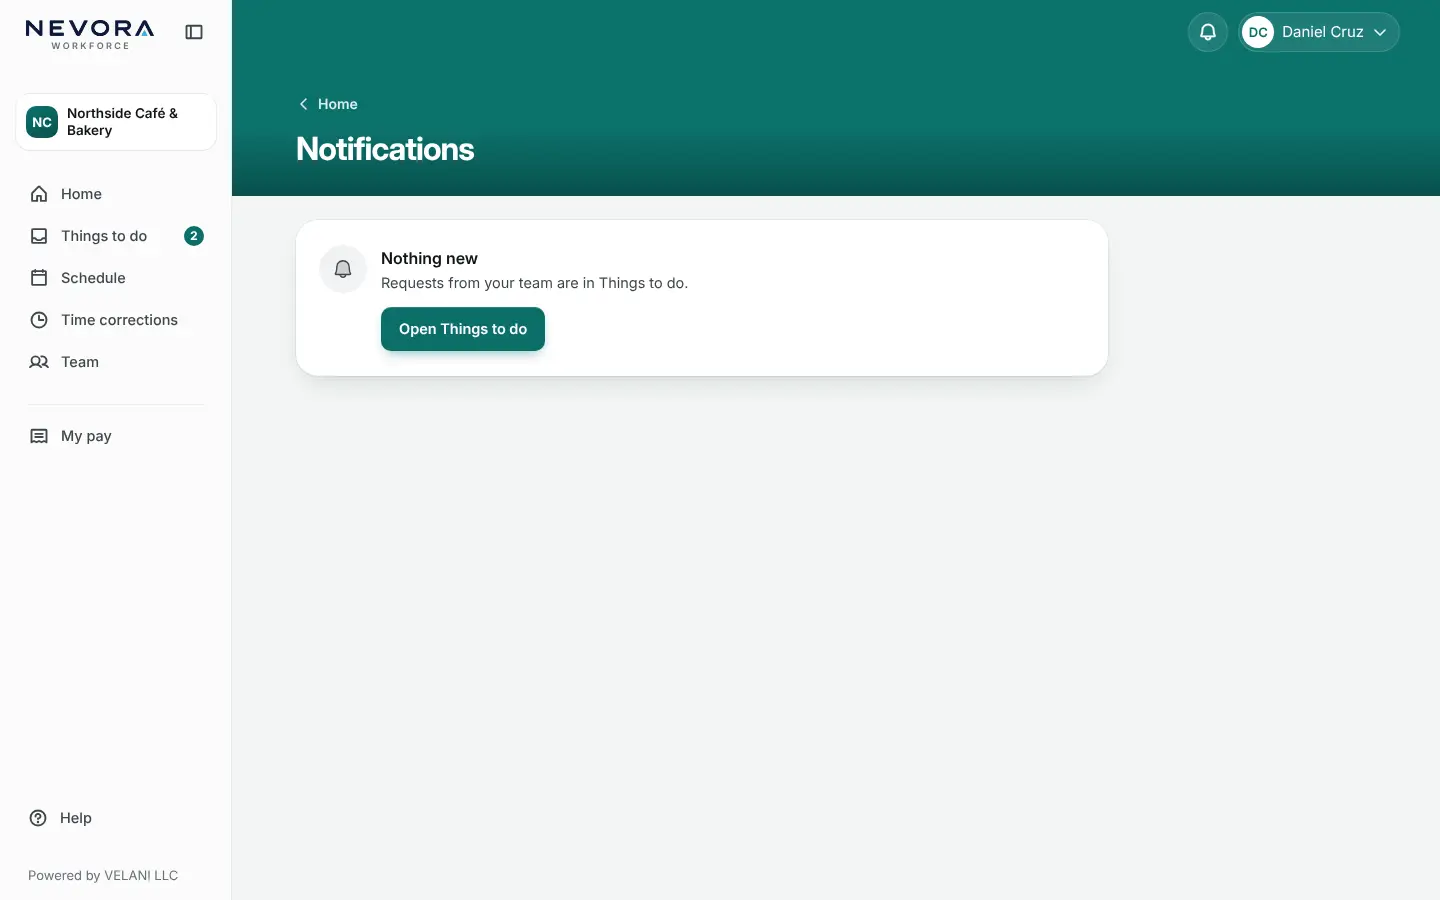 NEVORA
WORKFORCE
NC
Northside Café &
Bakery
Home
Things to do
2
Schedule
Time corrections
Team
My pay
Help
Powered by VELANI LLC
DC
Daniel Cruz
Home
Notifications
Nothing new
Requests from your team are in Things to do.
Open Things to do